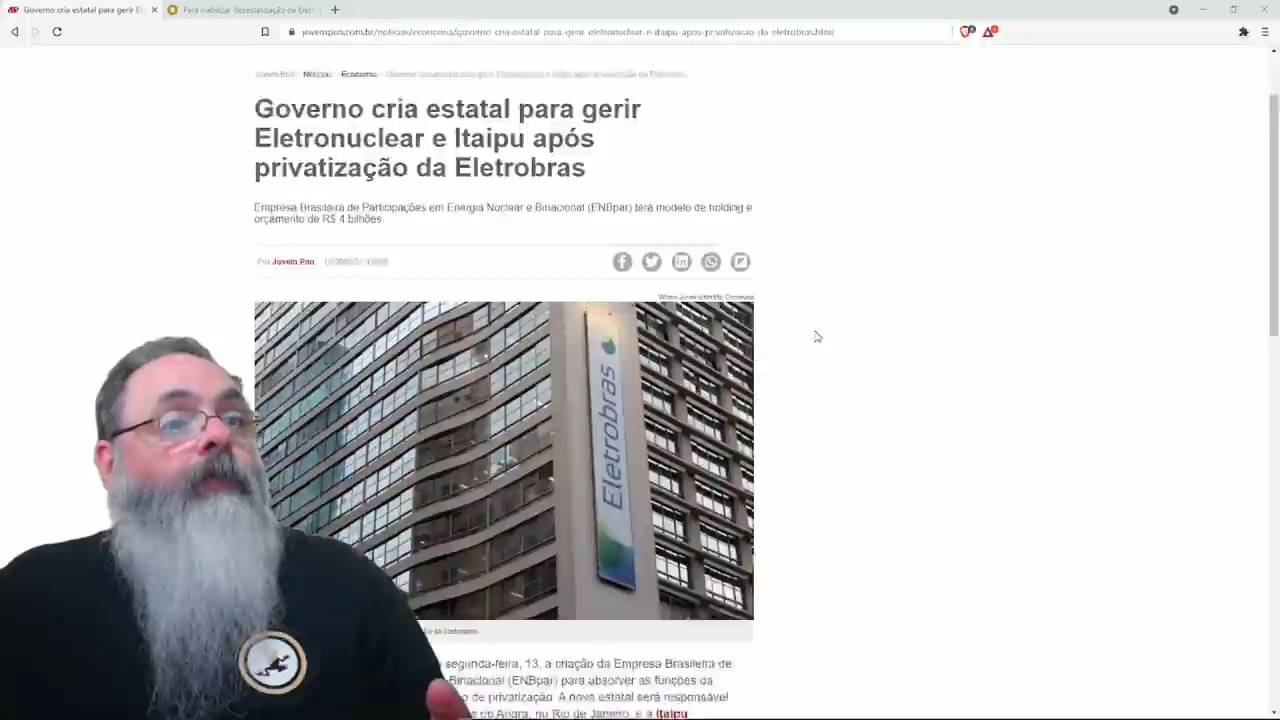 Governo cria estatal para gerir El
Para viabilizar desestatização da Eletr
jovempan.com.br/noticias/economia/governo-cria-estatal-para-gerir-eletronuclear-e-itaipu-apos-privatizacao-da-eletrobras.html
Notícias Economia
Governo cria estatal para gerir
Eletronuclear e Itaipu após
privatização da Eletrobras
Empresa Brasileira de Participações em Energia Nuclear e Binacional (ENBpar) terá modelo de holding e
orçamento de R$ 4 bilhões
Por Jovem Pan
Eletrobras
segunda-feira, 13, a criação da Empresa Brasileira de
Binacional (ENBpar) para absorver as funções da
de privatização. A nova estatal será responsável
de Angra, no Rio de Janeiro, e a Itaipu